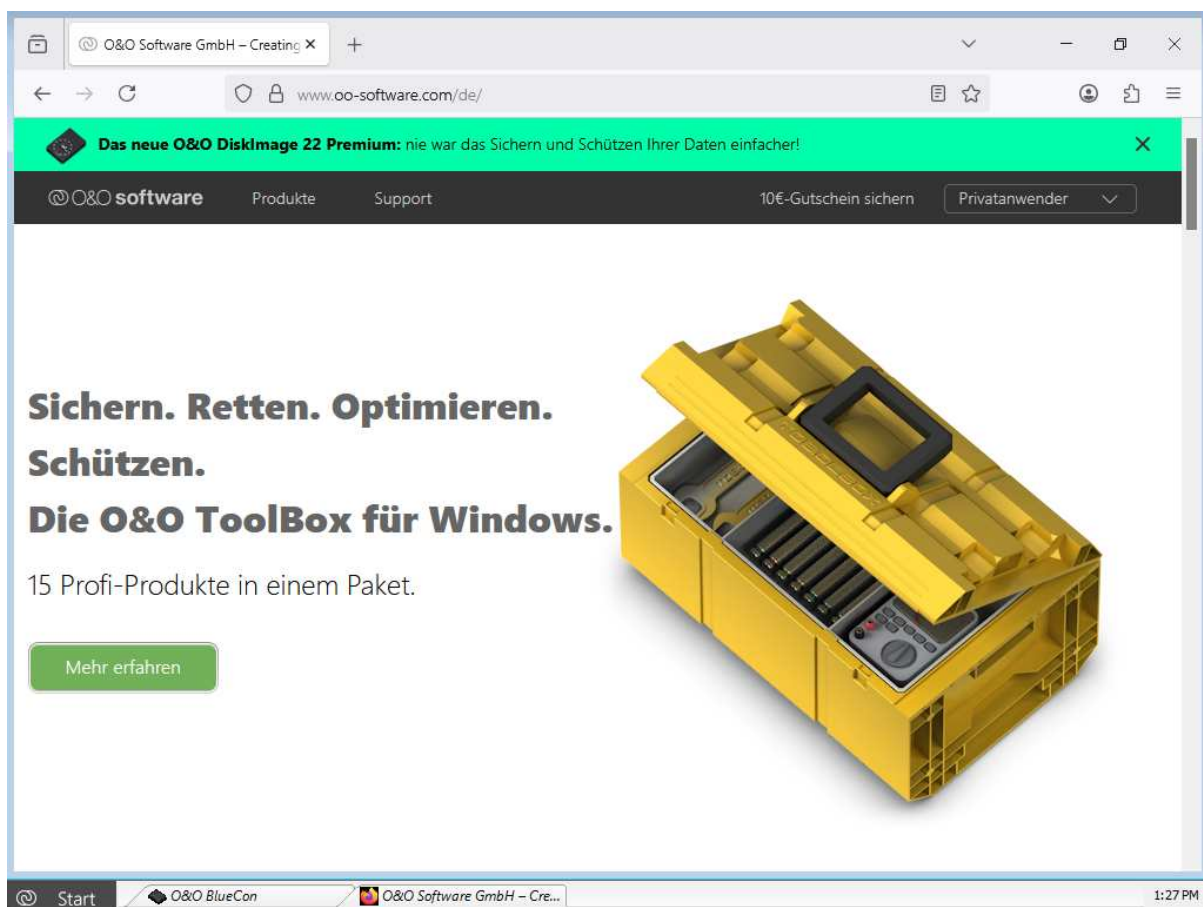 O&O Software GmbH – Creating
www.oo-software.com/de/
Das neue O&O DiskImage 22 Premium: nie war das Sichern und Schützen Ihrer Daten einfacher!
O&O software Produkte Support 10€-Gutschein sichern Privatanwender
Sichern. Retten. Optimieren.
Schützen.
Die O&O ToolBox für Windows.
15 Profi-Produkte in einem Paket.
TOOLBOX
Mehr erfahren
Start O&O BlueCon O&O Software GmbH – Cre... 1:27 PM